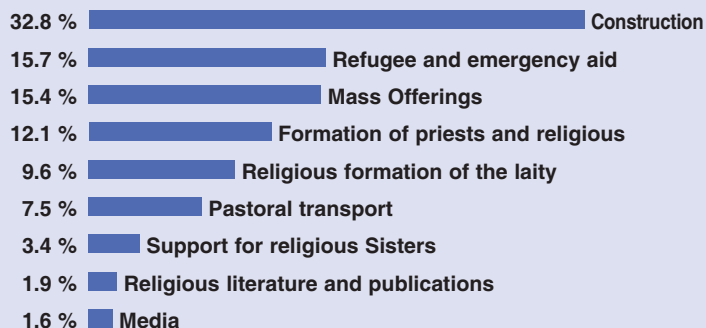 32.8 % Construction
15.7 % Refugee and emergency aid
15.4 % Mass Offerings
12.1 % Formation of priests and religious
9.6 % Religious formation of the laity
7.5 % Pastoral transport
3.4 % Support for religious Sisters
1.9 % Religious literature and publications
1.6 % Media